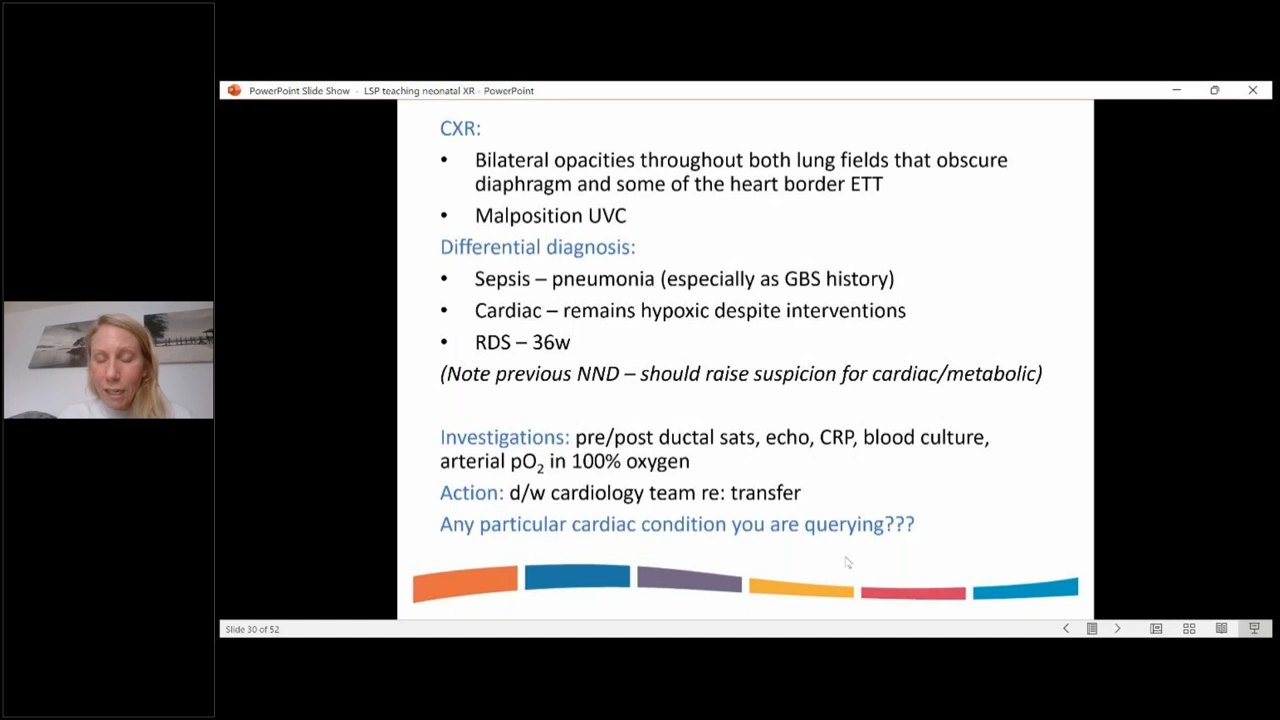 PowerPoint Slide Show - LSP teaching neonatal XR - PowerPoint
CXR:
• Bilateral opacities throughout both lung fields that obscure
diaphragm and some of the heart border ETT
• Malposition UVC
Differential diagnosis:
• Sepsis – pneumonia (especially as GBS history)
• Cardiac – remains hypoxic despite interventions
• RDS – 36w
(Note previous NND – should raise suspicion for cardiac/metabolic)
Investigations: pre/post ductal sats, echo, CRP, blood culture,
arterial pO₂ in 100% oxygen
Action: d/w cardiology team re: transfer
Any particular cardiac condition you are querying???
Slide 30 of 52